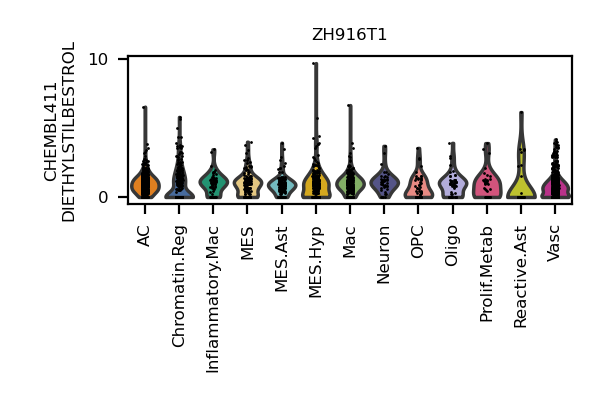 ZH916T1
CHEMBL411
DIETHYLSTILBESTROL
10
0
AC
Chromatin.Reg
Inflammatory.Mac
MES
MES.Ast
MES.Hyp
Mac
Neuron
OPC
Oligo
Prolif.Metab
Reactive.Ast
Vasc